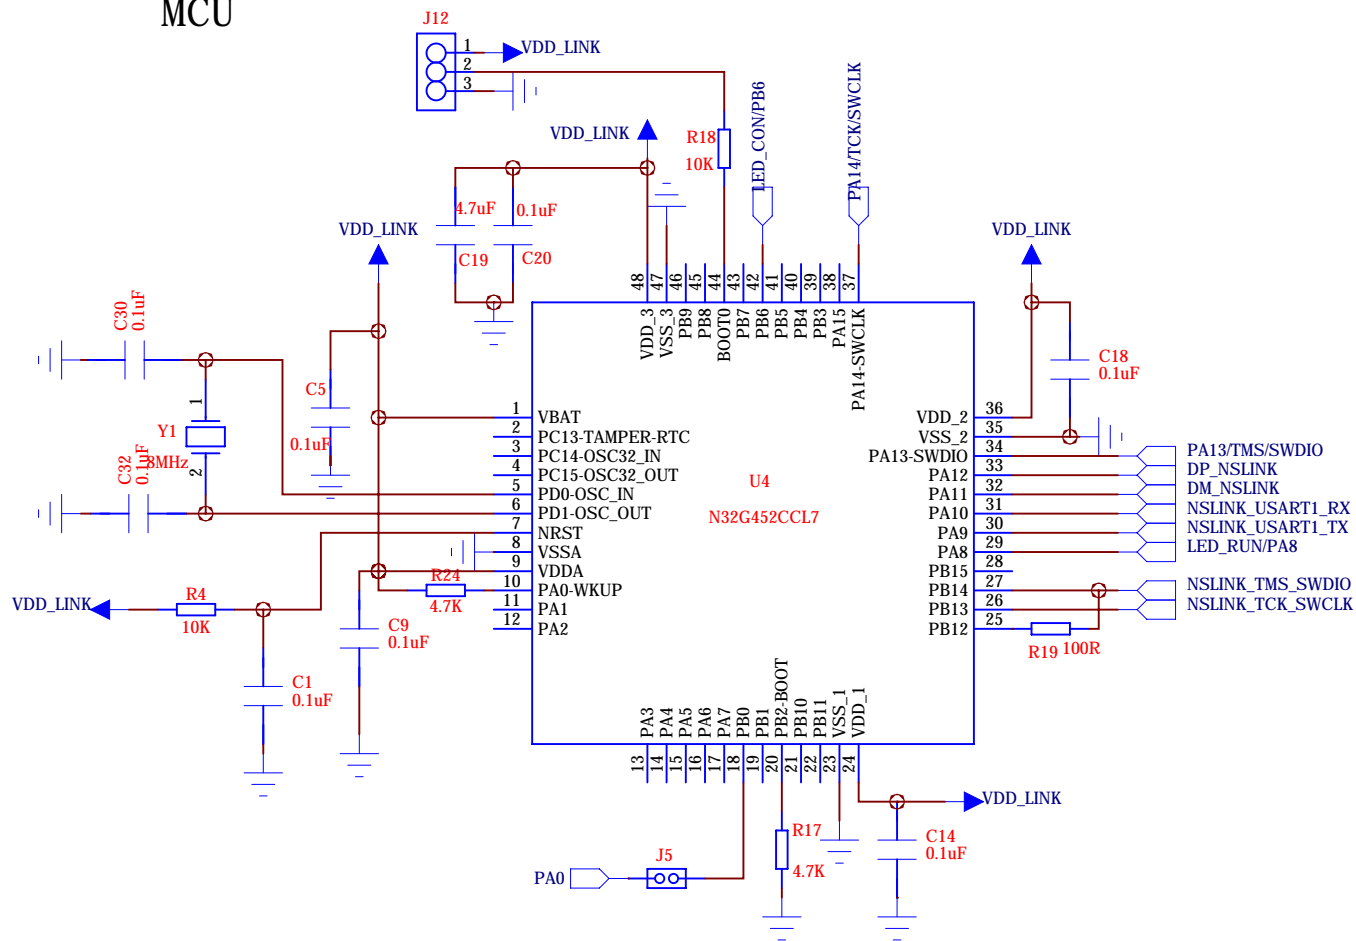 MCU
J12
1
2
3
VDD_LINK
VDD_LINK
R18
10K
LED_CON/PB6
PA14/TCK/SWCLK
4.7uF
0.1uF
C19
C20
VDD_LINK
VDD_LINK
48
47
46
45
44
43
42
41
40
39
38
37
VDD_3
VSS_3
PB9
PB8
BOOT0
PB7
PB6
PB5
PB4
PB3
PA15
PA14-SWCLK
C30
0.1uF
C5
0.1uF
C18
0.1uF
1
Y1
8MHz
2
C32
0.1uF
1 VBAT
2 PC13-TAMPER-RTC
3 PC14-OSC32_IN
4 PC15-OSC32_OUT
5 PD0-OSC_IN
6 PD1-OSC_OUT
7 NRST
8 VSSA
9 VDDA
10 PA0-WKUP
11 PA1
12 PA2
U4
N32G452CCL7
VDD_2 36
VSS_2 35
PA13-SWDIO 34 PA13/TMS/SWDIO
PA12 33 DP_NSLINK
PA11 32 DM_NSLINK
PA10 31 NSLINK_USART1_RX
PA9 30 NSLINK_USART1_TX
PA8 29 LED_RUN/PA8
PB15 28
PB14 27 NSLINK_TMS_SWDIO
PB13 26 NSLINK_TCK_SWCLK
PB12 25
R19 100R
R24
4.7K
VDD_LINK
R4
10K
C9
0.1uF
C1
0.1uF
PA3
PA4
PA5
PA6
PA7
PB0
PB1
PB2-BOOT
PB10
PB11
VSS_1
VDD_1
13
14
15
16
17
18
19
20
21
22
23
24
VDD_LINK
R17
4.7K
C14
0.1uF
J5
PA0